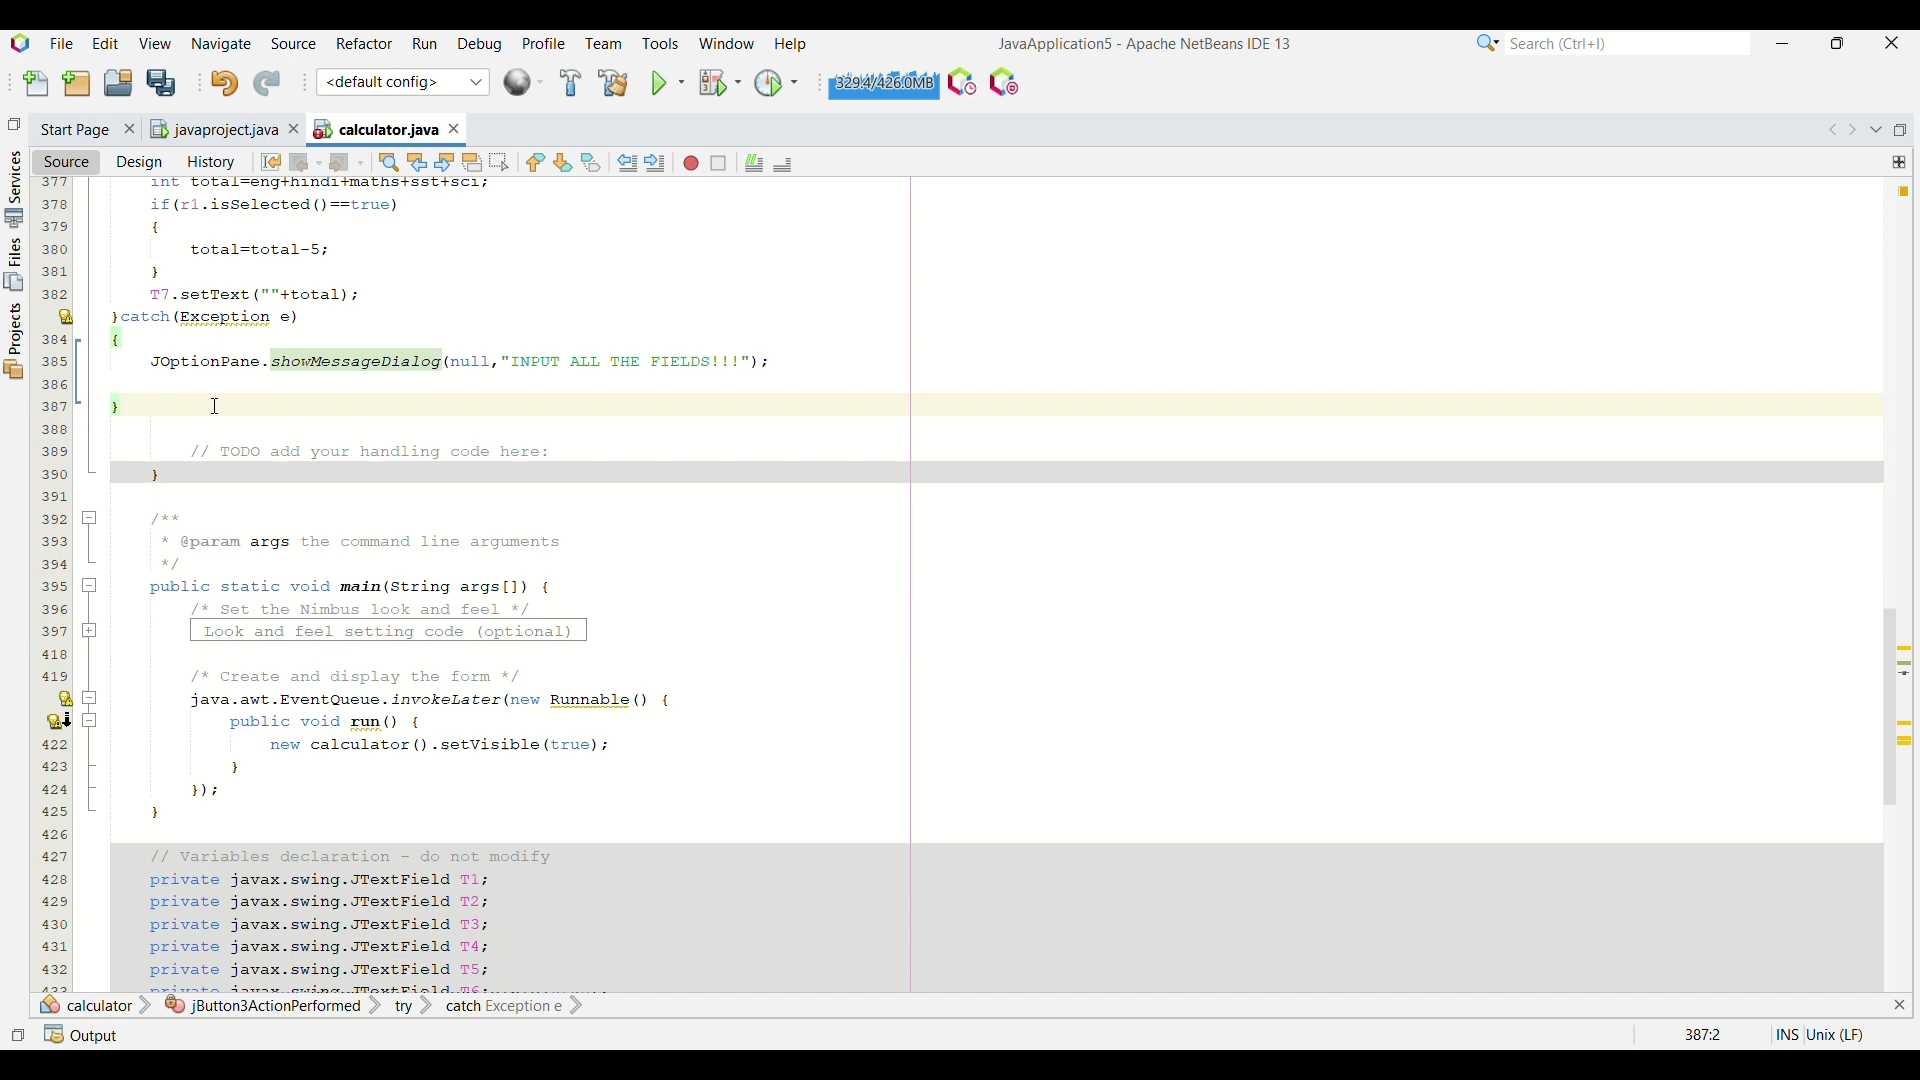 File Edit View Navigate Source Refactor Run Debug Profile Team Tools Window Help
JavaApplication5 - Apache NetBeans IDE 13
Search (Ctrl+I)
<default config>
329.4/426.0MB
Start Page
javaproject.java
calculator.java
Source Design History
Services
Files
Projects
377 int total=eng+hindi+maths+sst+sci;
378 if(r1.isSelected()==true)
379 {
380 total=total-5;
381 }
382 T7.setText(""+total);
}catch(Exception e)
384 {
385 JOptionPane.showMessageDialog(null,"INPUT ALL THE FIELDS!!!");
386
387 }
388
389 // TODO add your handling code here:
390 }
391
392 /**
393 * @param args the command line arguments
394 */
395 public static void main(String args[]) {
396 /* Set the Nimbus look and feel */
397 Look and feel setting code (optional)
418
419 /* Create and display the form */
java.awt.EventQueue.invokeLater(new Runnable() {
public void run() {
422 new calculator().setVisible(true);
423 }
424 });
425 }
426
427 // Variables declaration - do not modify
428 private javax.swing.JTextField T1;
429 private javax.swing.JTextField T2;
430 private javax.swing.JTextField T3;
431 private javax.swing.JTextField T4;
432 private javax.swing.JTextField T5;
433 private javax.swing.JTextField T6;
calculator jButton3ActionPerformed try catch Exception e
Output
387:2 INS Unix (LF)